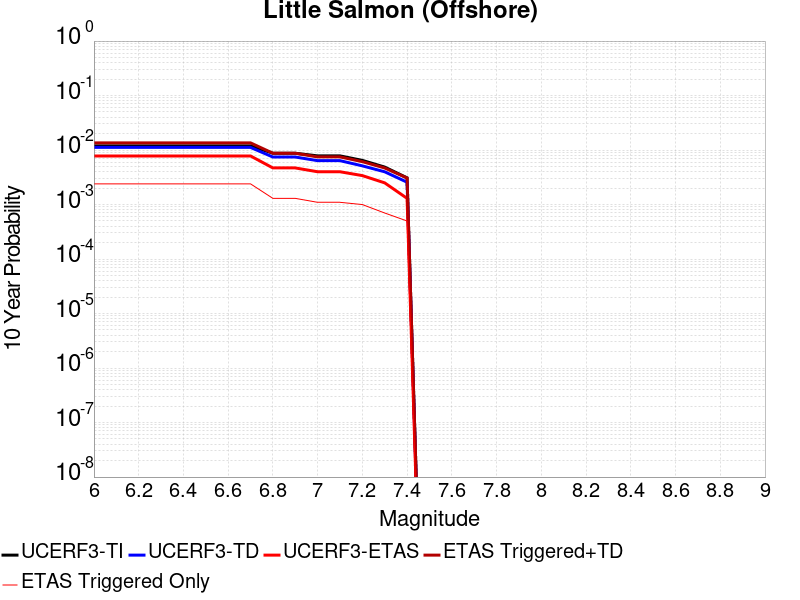 Little Salmon (Offshore)
10^0
10^-1
10^-2
10^-3
10^-4
10^-5
10^-6
10^-7
10^-8
10 Year Probability
6 6.2 6.4 6.6 6.8 7 7.2 7.4 7.6 7.8 8 8.2 8.4 8.6 8.8 9
Magnitude
UCERF3-TI UCERF3-TD UCERF3-ETAS ETAS Triggered+TD
ETAS Triggered Only